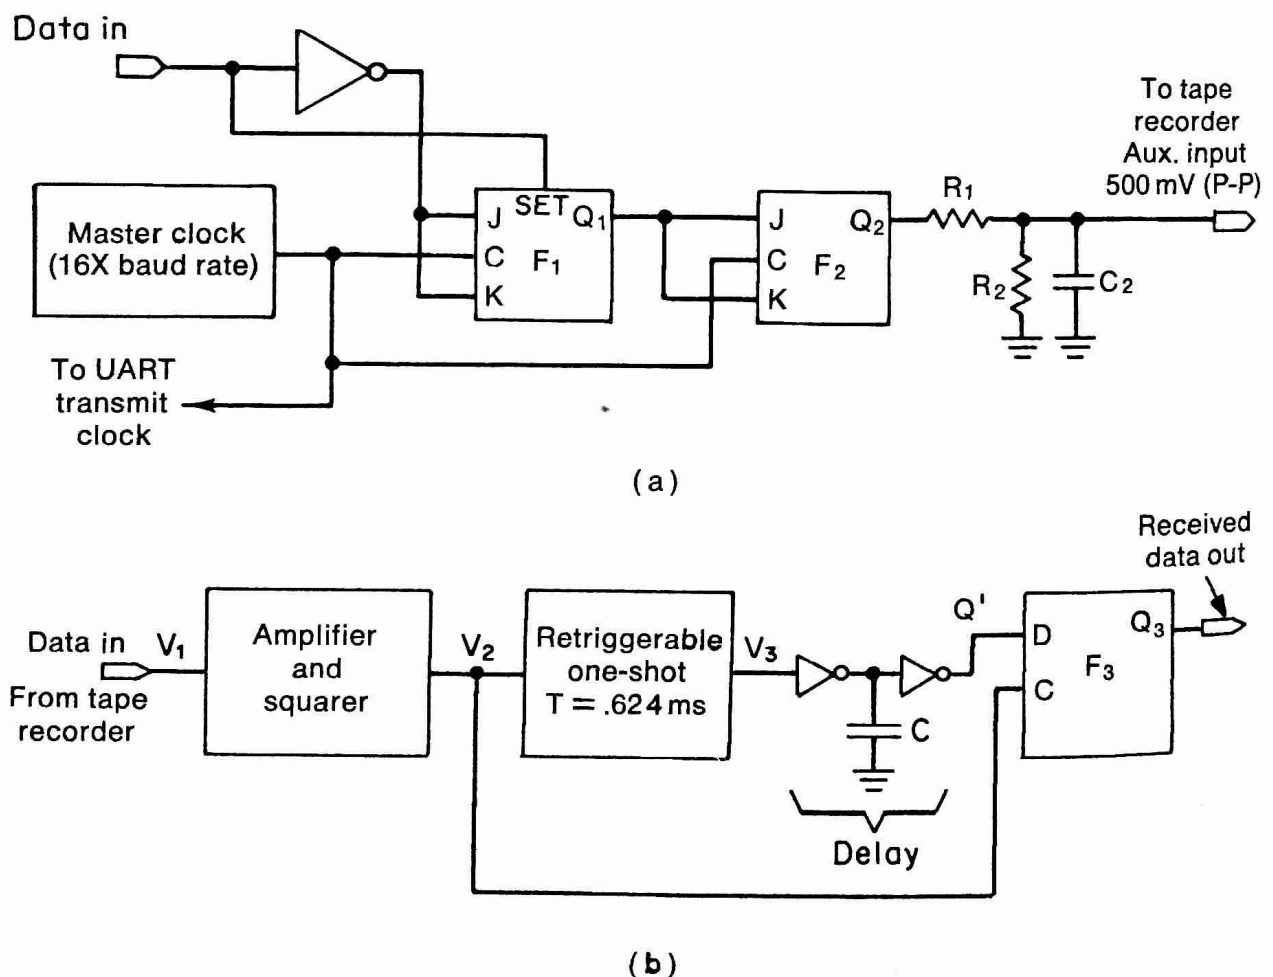 Data in
To tape
recorder
Aux. input
500 mV (P-P)
Master clock
(16X baud rate)
J
SET
Q1
C
F1
K
J
Q2
C
F2
K
R1
R2
C2
To UART
transmit
clock
(a)
Received
data out
Data in
From tape
recorder
V1
Amplifier
and
squarer
V2
Retriggerable
one-shot
T = .624 ms
V3
C
Delay
Q'
D
Q3
F3
C
(b)